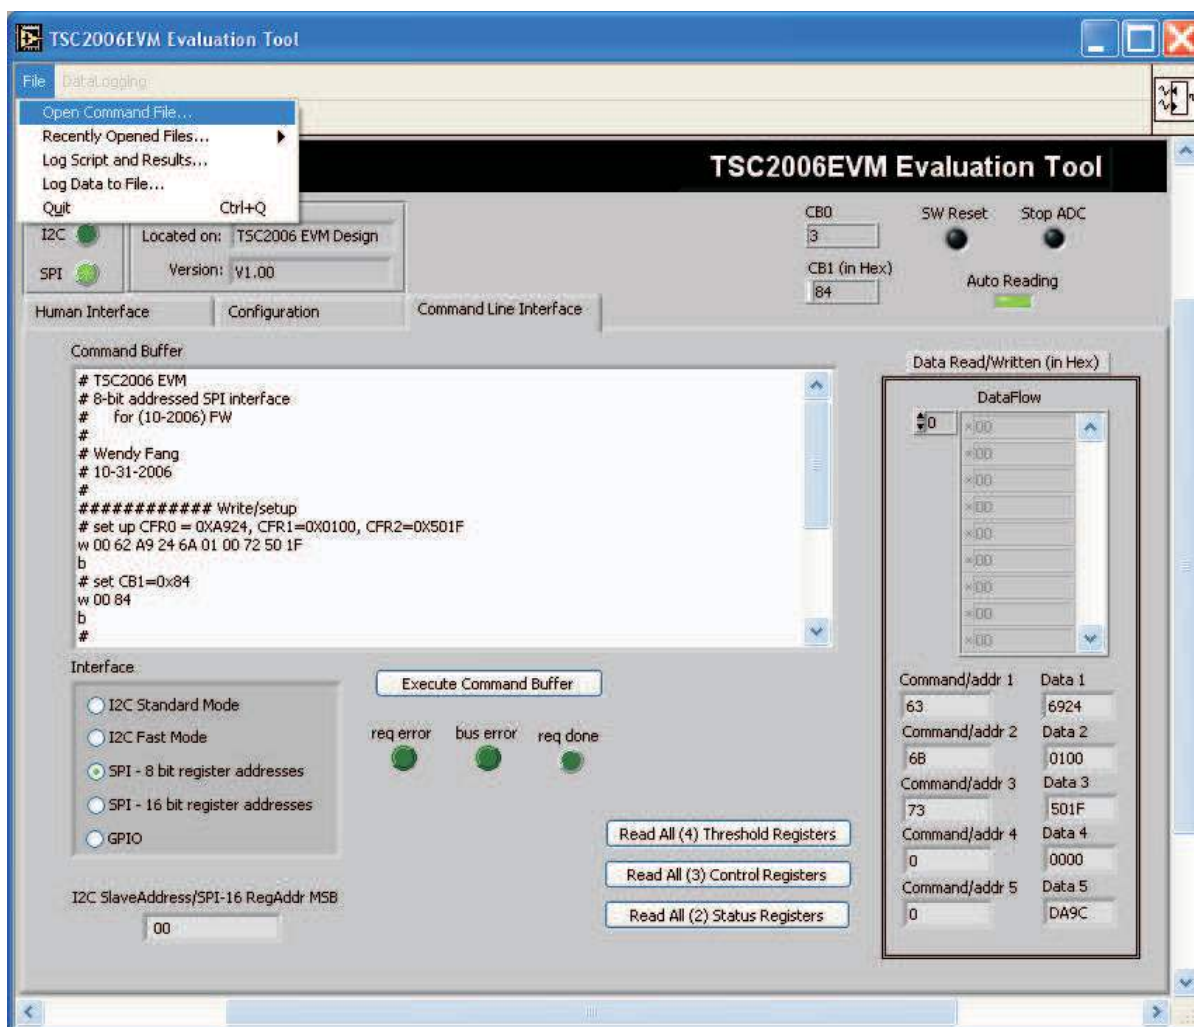 TSC2006EVM Evaluation Tool
File DataLogging
Open Command File...
Recently Opened Files...
Log Script and Results...
Log Data to File...
Quit Ctrl+Q
TSC2006EVM Evaluation Tool
I2C
SPI
Located on: TSC2006 EVM Design
Version: V1.00
CB0
3
CB1 (in Hex)
84
SW Reset Stop ADC
Auto Reading
Human Interface Configuration Command Line Interface
Command Buffer
# TSC2006 EVM
# 8-bit addressed SPI interface
# for (10-2006) FW
#
# Wendy Fang
# 10-31-2006
#
############ Write/setup
# set up CFR0 = 0XA924, CFR1=0X0100, CFR2=0X501F
w 00 62 A9 24 6A 01 00 72 50 1F
b
# set CB1=0x84
w 00 84
b
#
Interface
I2C Standard Mode
I2C Fast Mode
SPI - 8 bit register addresses
SPI - 16 bit register addresses
GPIO
I2C SlaveAddress/SPI-16 RegAddr MSB
00
Execute Command Buffer
req error bus error req done
Read All (4) Threshold Registers
Read All (3) Control Registers
Read All (2) Status Registers
Data Read/Written (in Hex)
DataFlow
0
×00
×00
×00
×00
×00
×00
×00
×00
×00
Command/addr 1 Data 1
63 6924
Command/addr 2 Data 2
6B 0100
Command/addr 3 Data 3
73 501F
Command/addr 4 Data 4
0 0000
Command/addr 5 Data 5
0 DA9C